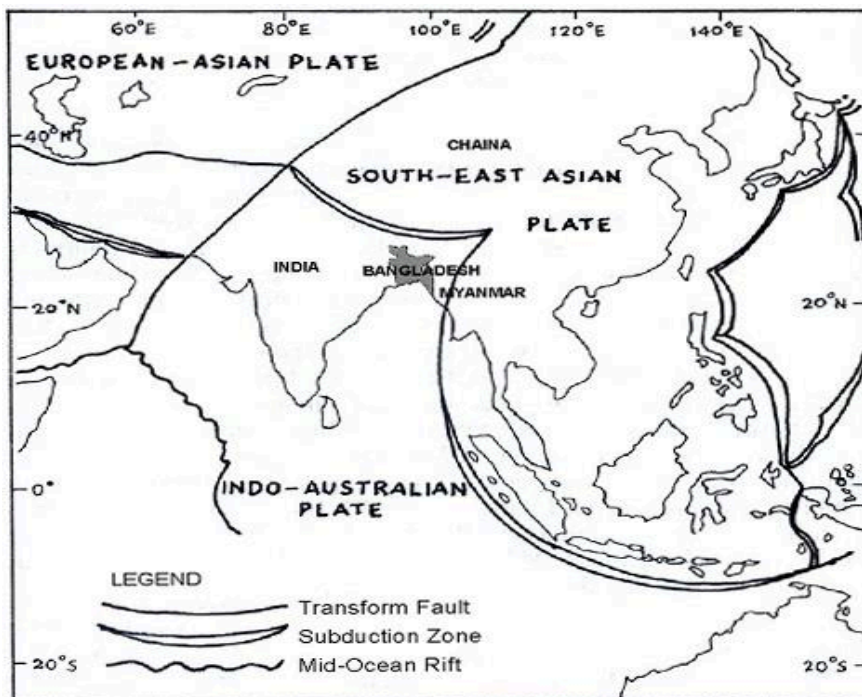 60°E 80°E 100°E 120°E 140°E
EUROPEAN-ASIAN PLATE
40°N
CHAINA
SOUTH-EAST ASIAN
PLATE
INDIA
BANGLADESH
MYANMAR
20°N 20°N
0° 0°
INDO-AUSTRALIAN
PLATE
LEGEND
Transform Fault
Subduction Zone
Mid-Ocean Rift
20°S 20°S